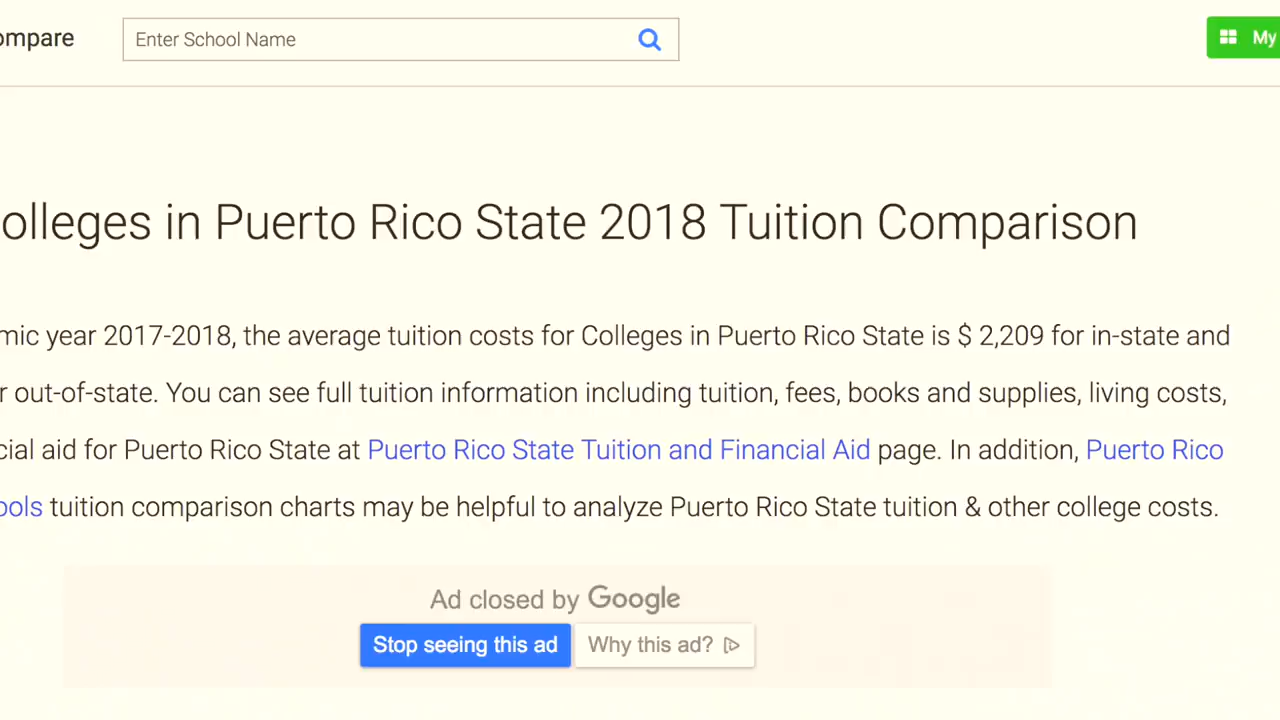 ompare
Enter School Name
My
olleges in Puerto Rico State 2018 Tuition Comparison
mic year 2017-2018, the average tuition costs for Colleges in Puerto Rico State is $ 2,209 for in-state and
r out-of-state. You can see full tuition information including tuition, fees, books and supplies, living costs,
cial aid for Puerto Rico State at Puerto Rico State Tuition and Financial Aid page. In addition, Puerto Rico
ools tuition comparison charts may be helpful to analyze Puerto Rico State tuition & other college costs.
Ad closed by Google
Stop seeing this ad
Why this ad?